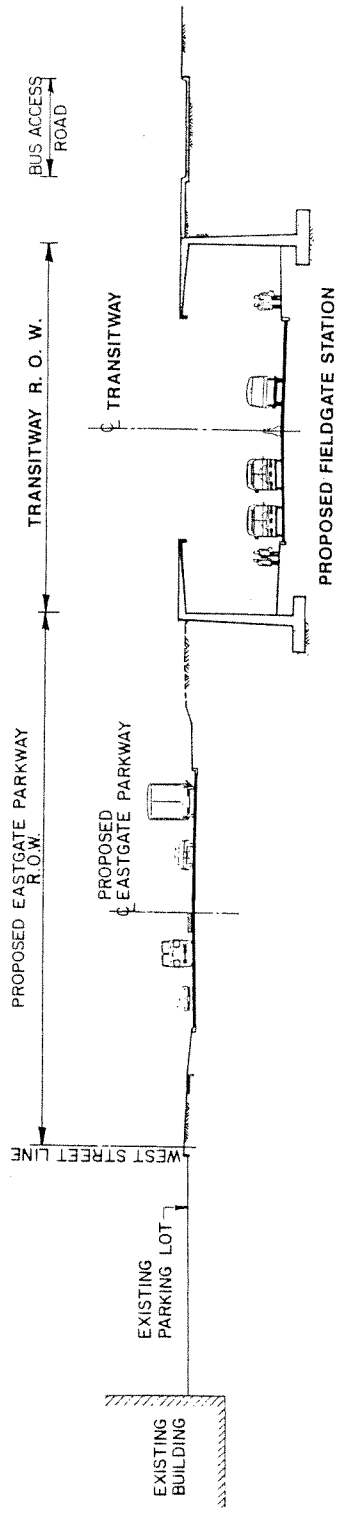 EXISTING
BUILDING
EXISTING
PARKING LOT
WEST STREET LINE
PROPOSED EASTGATE PARKWAY
R.O.W.
PROPOSED
℄ EASTGATE PARKWAY
TRANSITWAY R. O. W.
℄ TRANSITWAY
BUS ACCESS
ROAD
PROPOSED FIELDGATE STATION